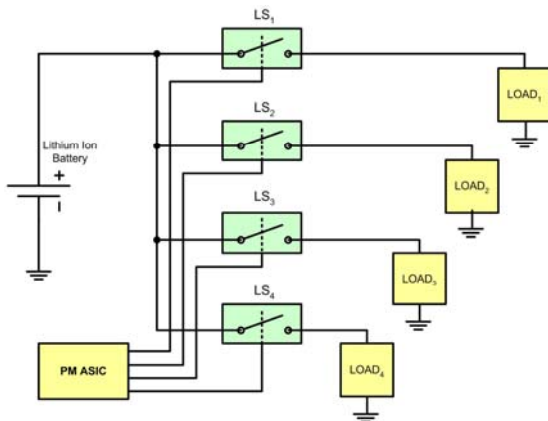 LS₁
LOAD₁
LS₂
Lithium Ion
Battery
+
LOAD₂
LS₃
LOAD₃
LS₄
PM ASIC
LOAD₄